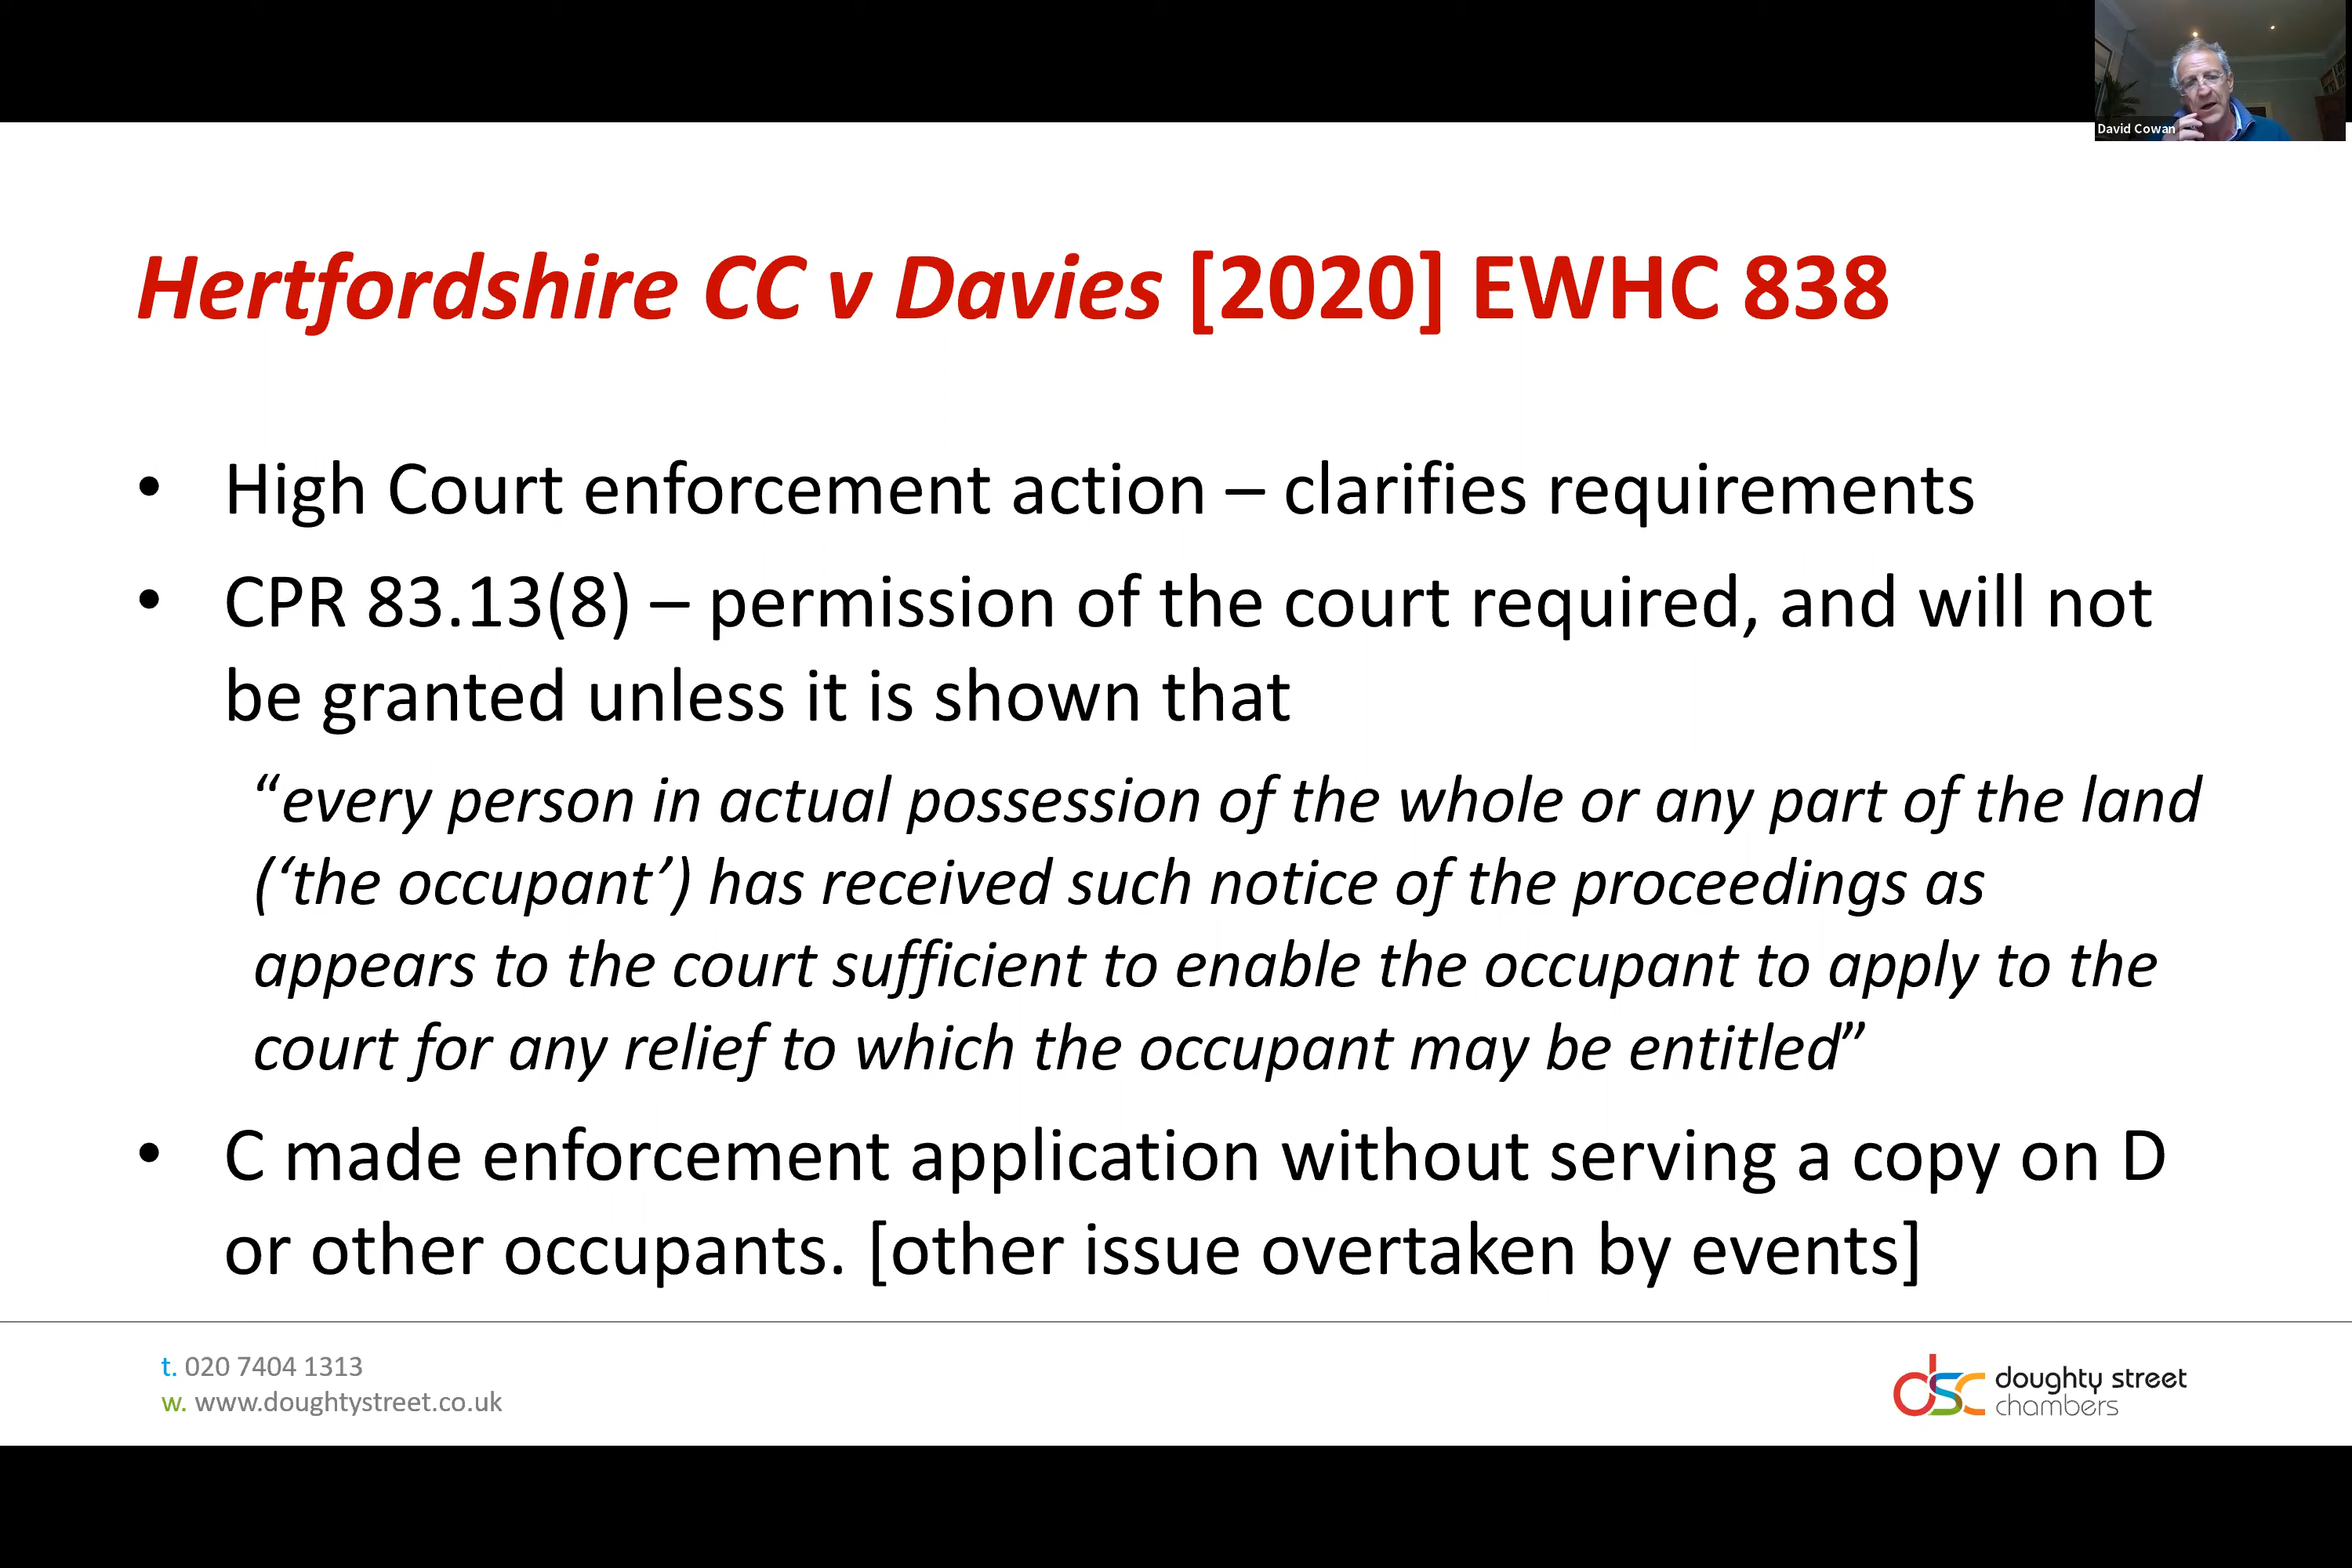 David Cowan
Hertfordshire CC v Davies [2020] EWHC 838
• High Court enforcement action – clarifies requirements
• CPR 83.13(8) – permission of the court required, and will not
be granted unless it is shown that
“every person in actual possession of the whole or any part of the land
(‘the occupant’) has received such notice of the proceedings as
appears to the court sufficient to enable the occupant to apply to the
court for any relief to which the occupant may be entitled”
• C made enforcement application without serving a copy on D
or other occupants. [other issue overtaken by events]
t. 020 7404 1313
w. www.doughtystreet.co.uk
dsc doughty street
chambers